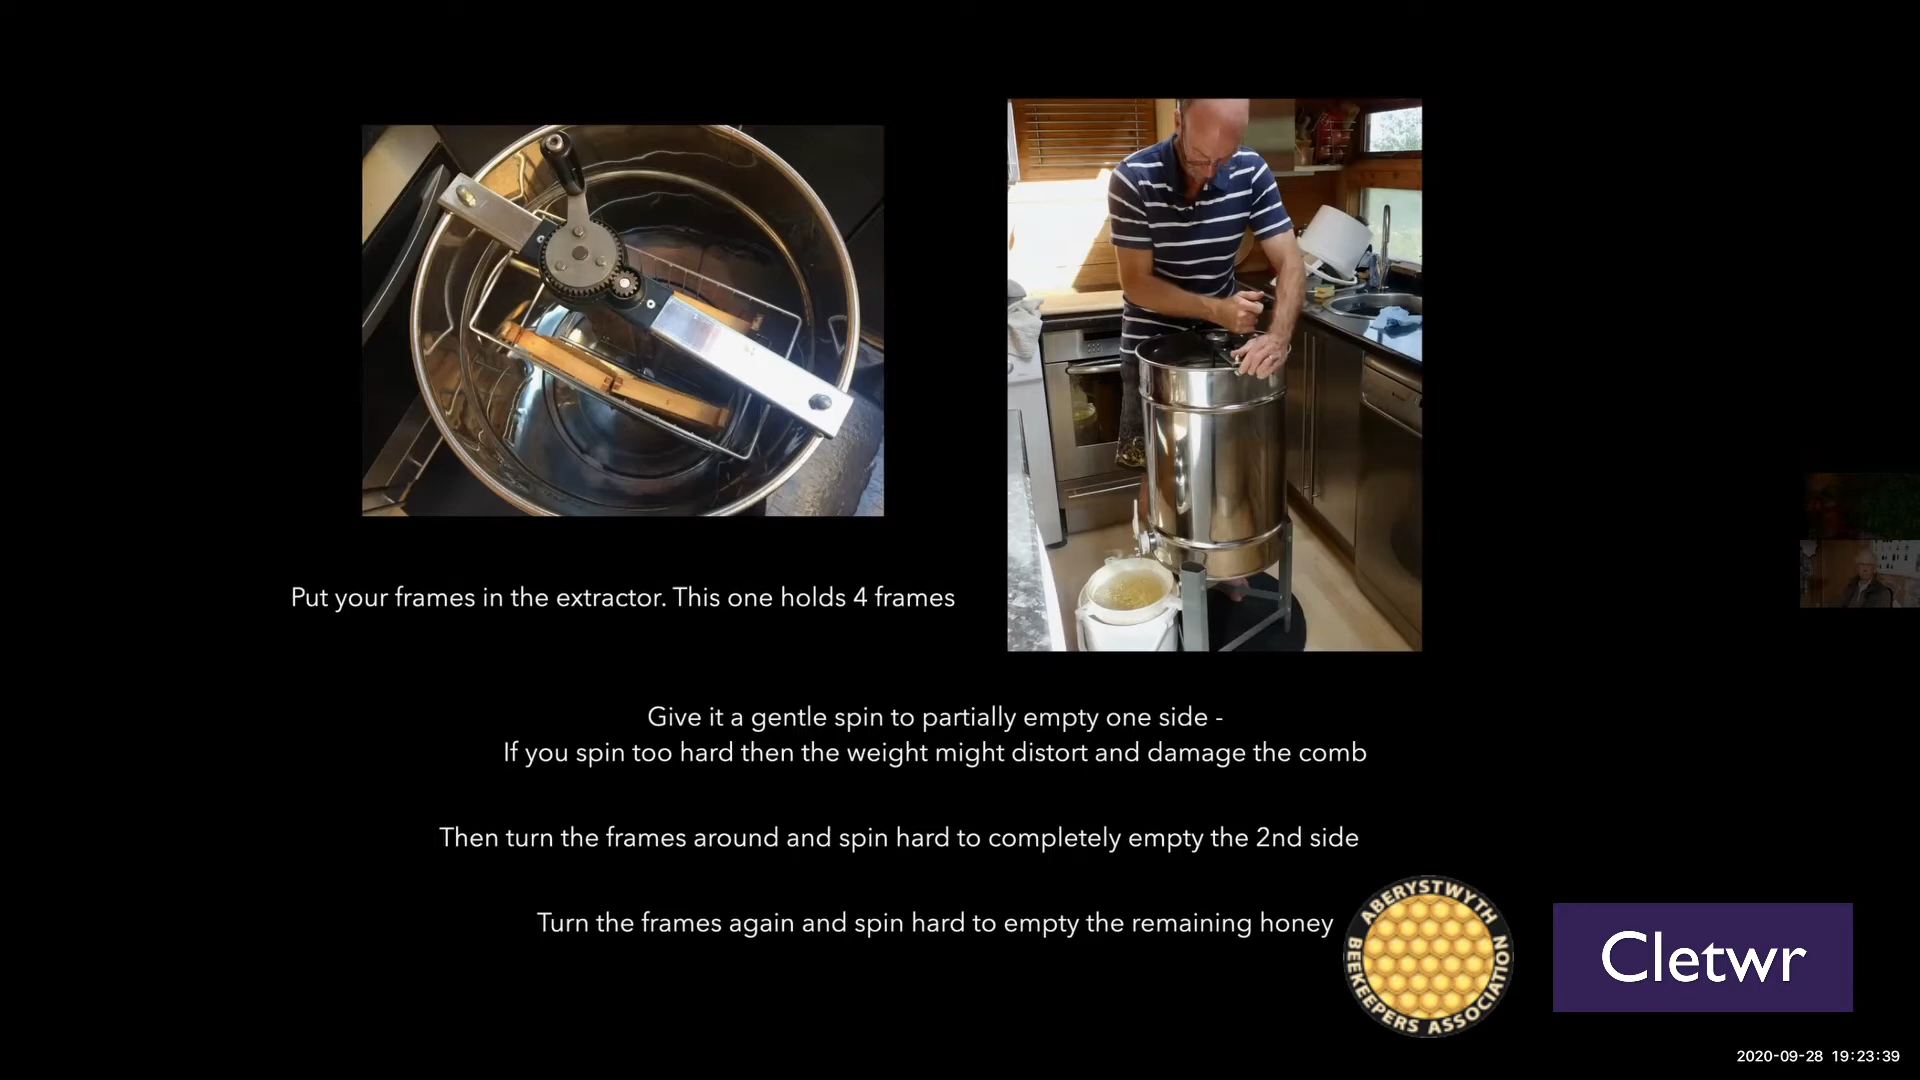 Put your frames in the extractor. This one holds 4 frames
Give it a gentle spin to partially empty one side -
If you spin too hard then the weight might distort and damage the comb
Then turn the frames around and spin hard to completely empty the 2nd side
Turn the frames again and spin hard to empty the remaining honey
ABERYSTWYTH
BEEKEEPERS ASSOCIATION
Cletwr
2020-09-28 19:23:39